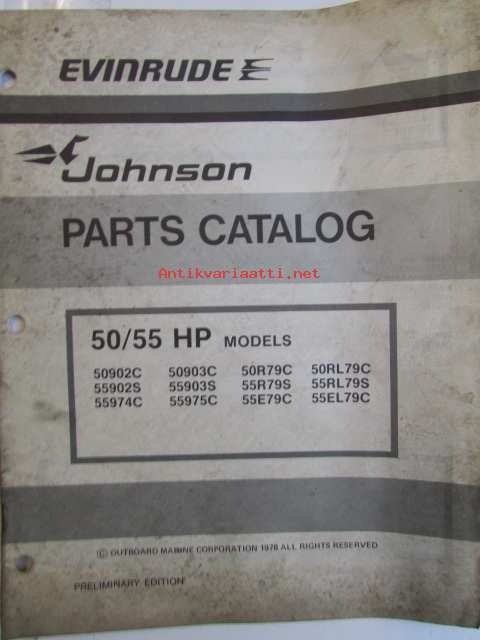 EVINRUDE
Johnson
PARTS CATALOG
Antikvariaatti.net
50/55 HP MODELS
50902C 50903C 50R79C 50RL79C
55902S 55903S 55R79S 55RL79S
55974C 55975C 55E79C 55EL79C
© OUTBOARD MARINE CORPORATION 1978 ALL RIGHTS RESERVED
PRELIMINARY EDITION